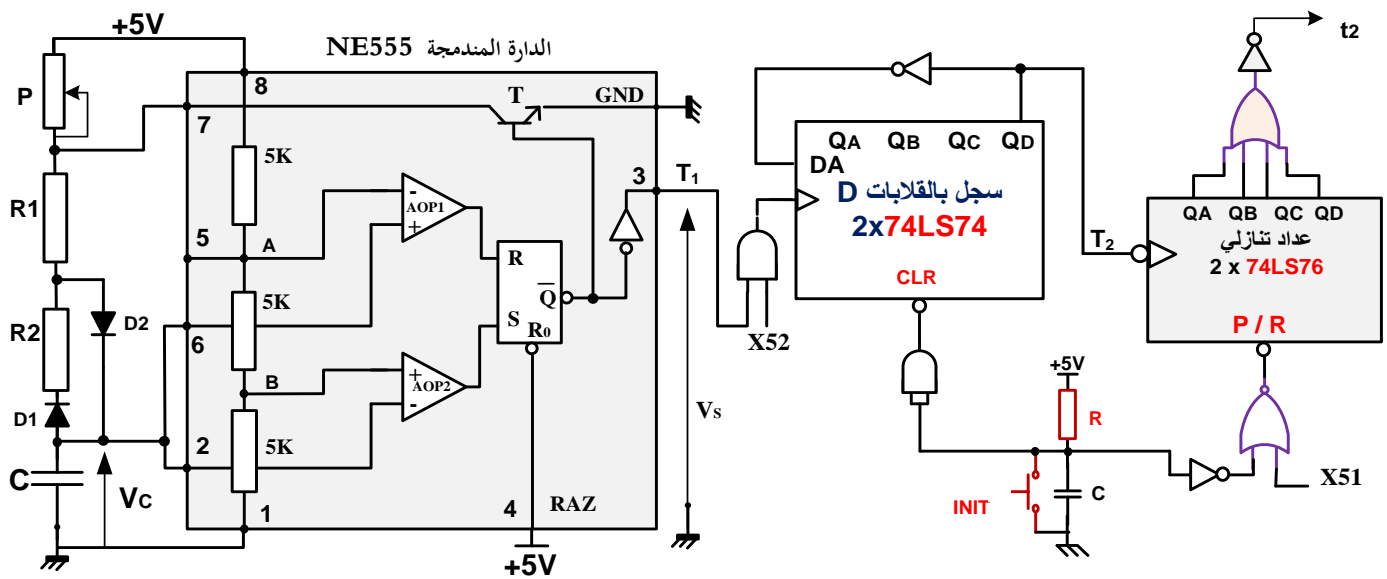 +5V
الدارة المندمجة NE555
t2
P
8
T
GND
7
5K
QA QB QC QD
DA
T1
3
سجل بالقلابات D
2x74LS74
CLR
R1
5
A
-
AOP1
+
R
Q
S
R0
5K
6
X52
QA QB QC QD
T2
عداد تنازلي
2 x 74LS76
P / R
R2
D2
B
+
AOP2
-
D1
2
5K
Vs
+5V
R
C
Vc
1
4
RAZ
INIT
C
X51
+5V